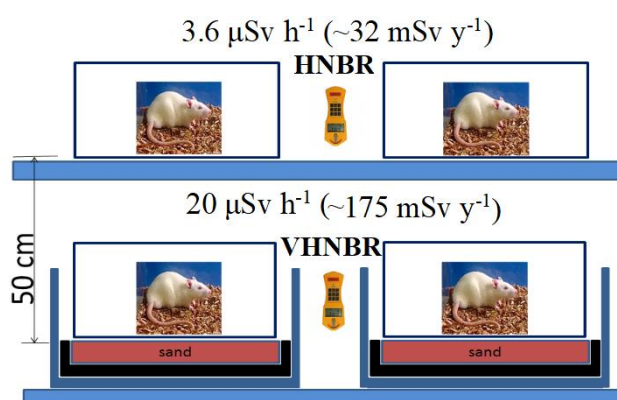 3.6 μSv h⁻¹ (~32 mSv y⁻¹)
HNBR
20 μSv h⁻¹ (~175 mSv y⁻¹)
VHNBR
50 cm
sand
sand